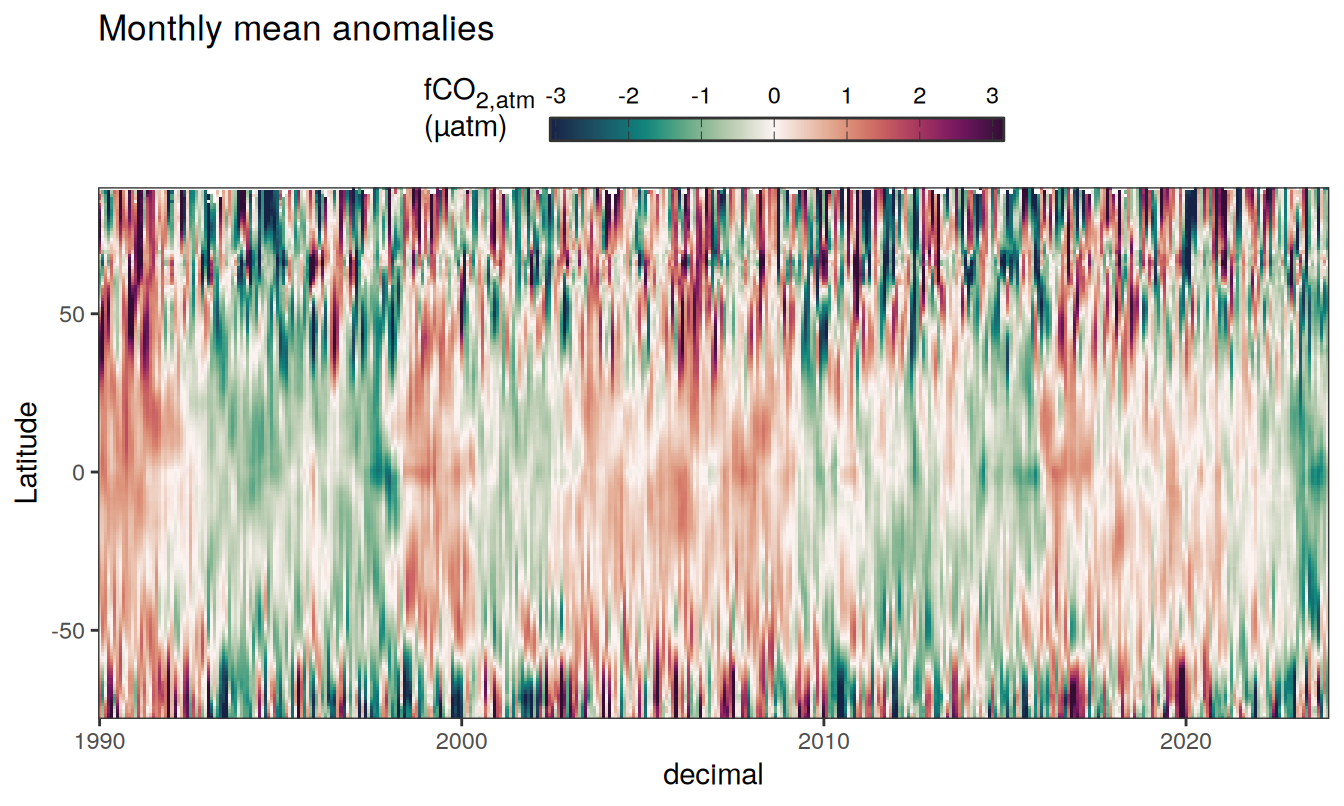 Monthly mean anomalies
fCO2,atm
(µatm)
-3 -2 -1 0 1 2 3
Latitude
50
0
-50
1990 2000 2010 2020
decimal